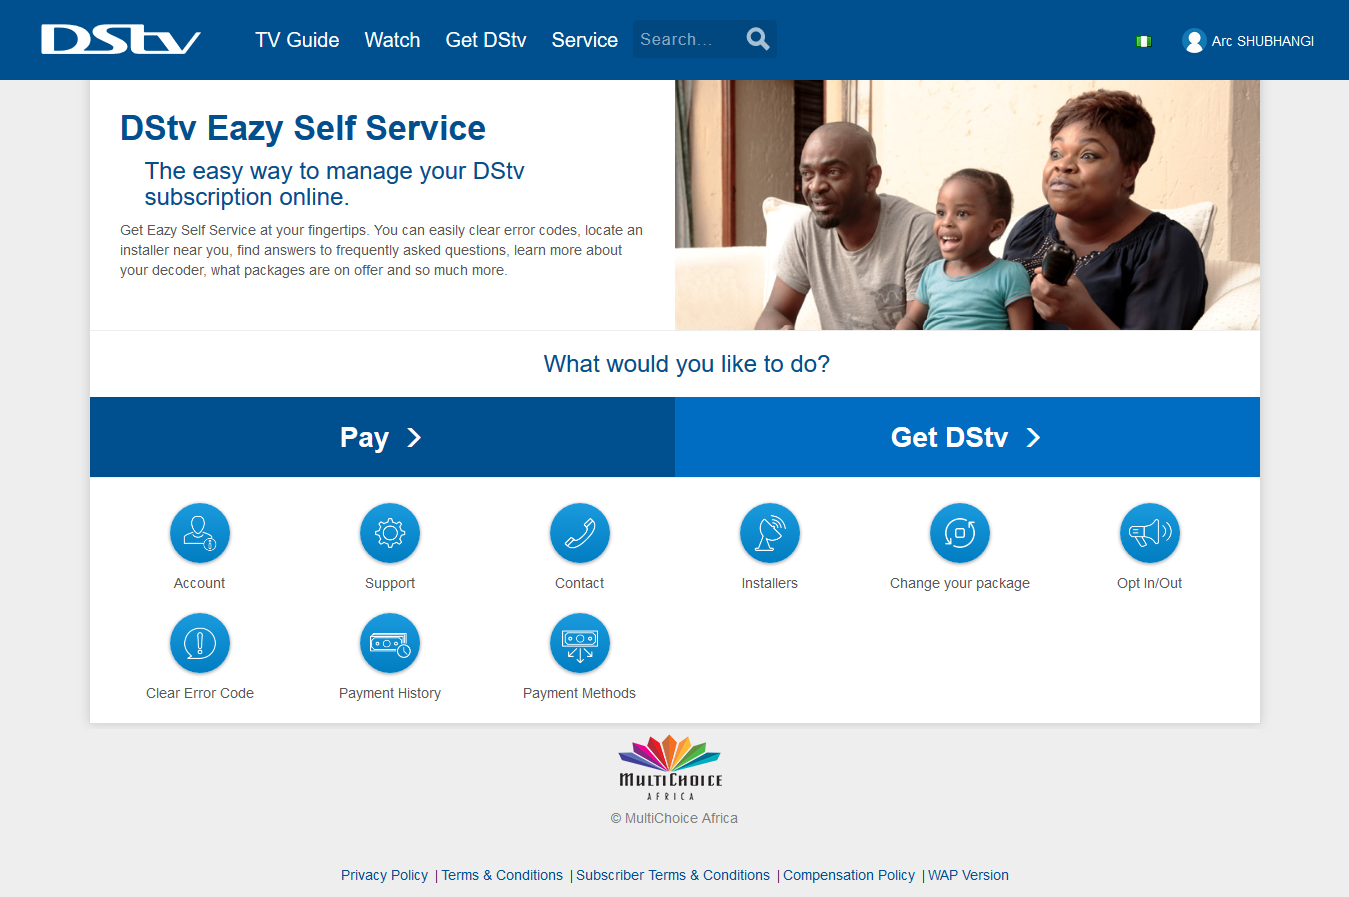 DStv
TV Guide
Watch
Get DStv
Service
Search...
Arc SHUBHANGI
DStv Eazy Self Service
The easy way to manage your DStv
subscription online.
Get Eazy Self Service at your fingertips. You can easily clear error codes, locate an
installer near you, find answers to frequently asked questions, learn more about
your decoder, what packages are on offer and so much more.
What would you like to do?
Pay
Get DStv
Account
Support
Contact
Installers
Change your package
Opt In/Out
Clear Error Code
Payment History
Payment Methods
MULTICHOICE
AFRICA
© MultiChoice Africa
Privacy Policy | Terms & Conditions | Subscriber Terms & Conditions | Compensation Policy | WAP Version